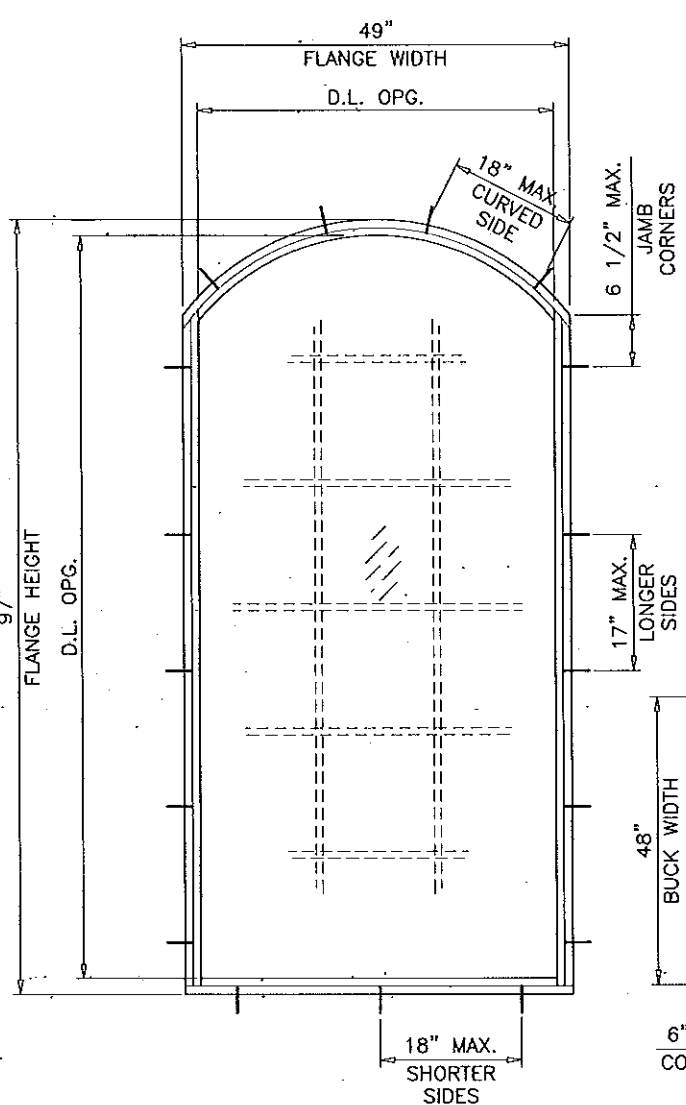 49"
FLANGE WIDTH
D.L. OPG.
18" MAX.
CURVED
SIDE
6 1/2" MAX.
JAMB
CORNERS
FLANGE HEIGHT
D.L. OPG.
17" MAX.
LONGER
SIDES
48"
BUCK WIDTH
18" MAX.
SHORTER
SIDES
6"